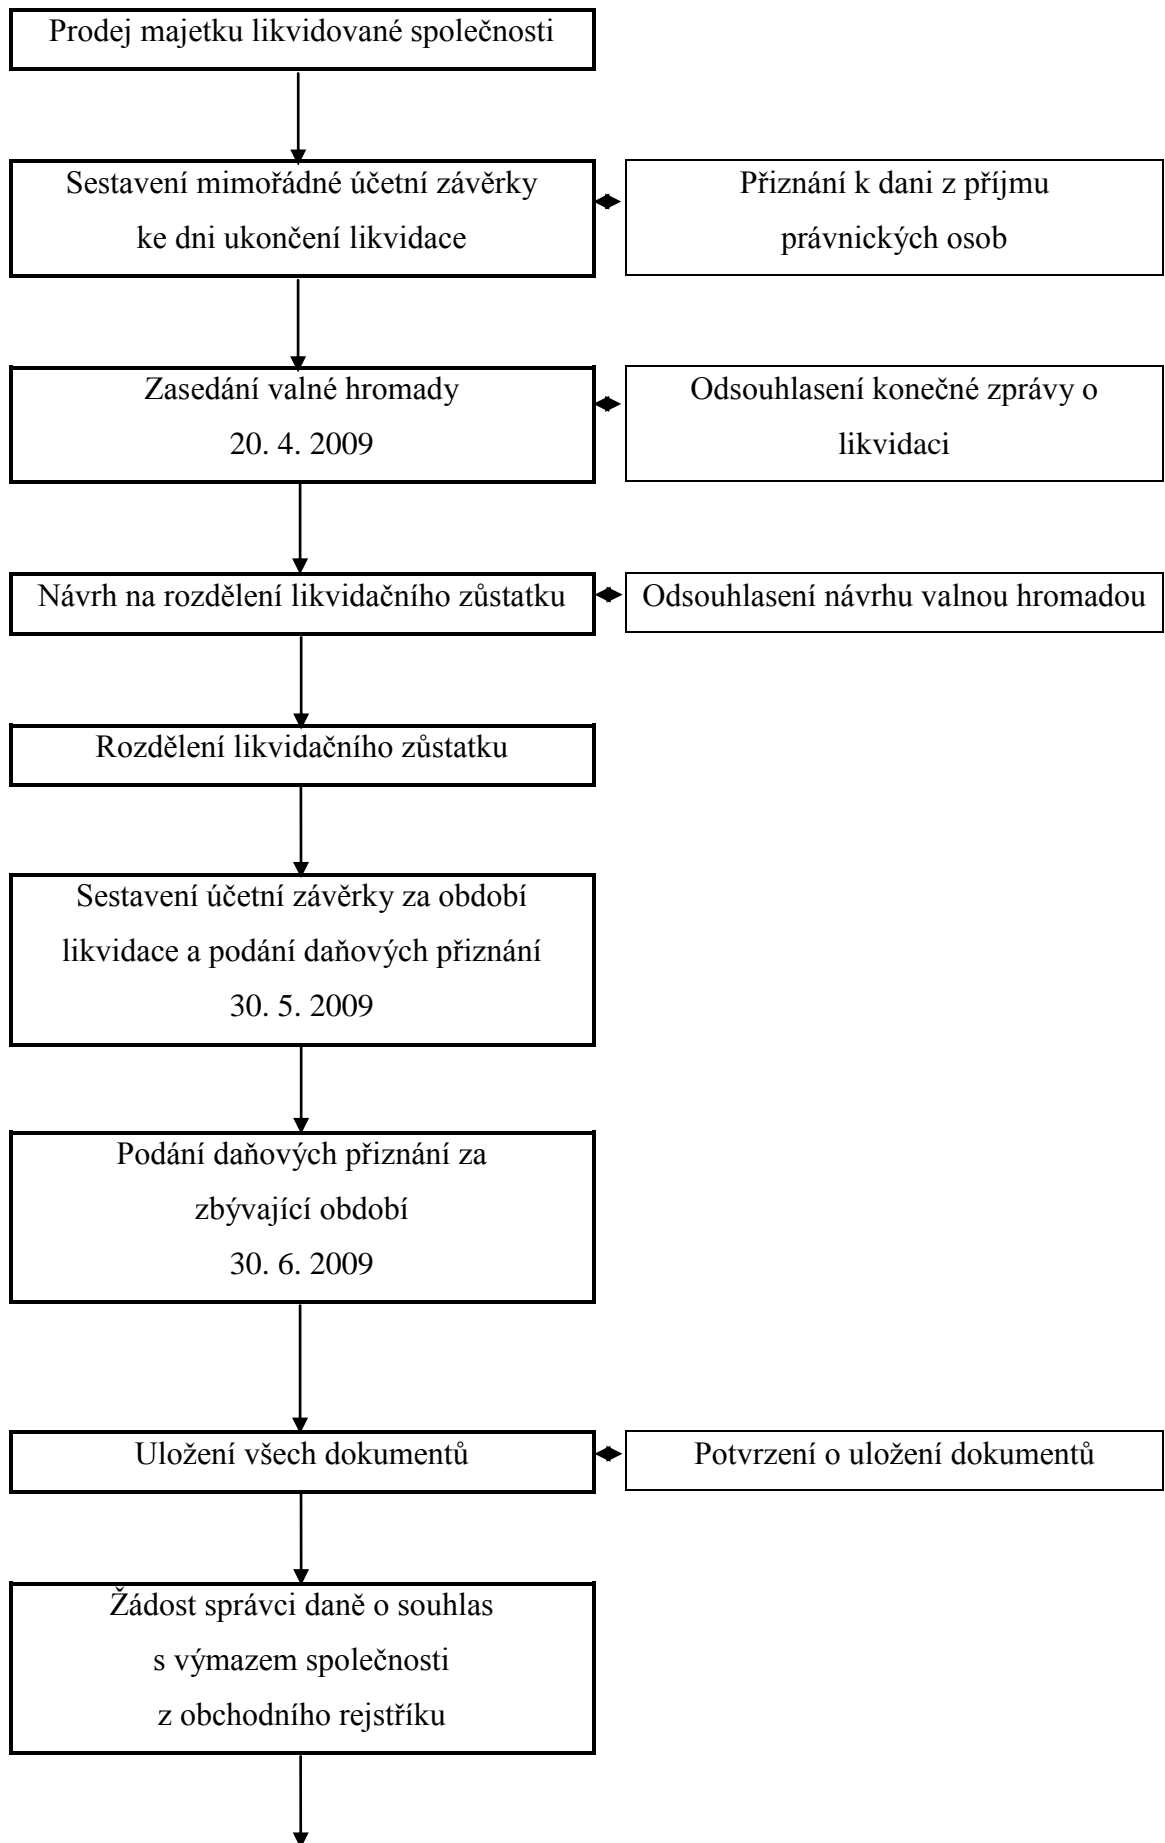 Prodej majetku likvidované společnosti
Sestavení mimořádné účetní závěrky
ke dni ukončení likvidace
Přiznání k dani z příjmu
právnických osob
Zasedání valné hromady
20. 4. 2009
Odsouhlasení konečné zprávy o
likvidaci
Návrh na rozdělení likvidačního zůstatku
Odsouhlasení návrhu valnou hromadou
Rozdělení likvidačního zůstatku
Sestavení účetní závěrky za období
likvidace a podání daňových přiznání
30. 5. 2009
Podání daňových přiznání za
zbývající období
30. 6. 2009
Uložení všech dokumentů
Potvrzení o uložení dokumentů
Žádost správci daně o souhlas
s výmazem společnosti
z obchodního rejstříku